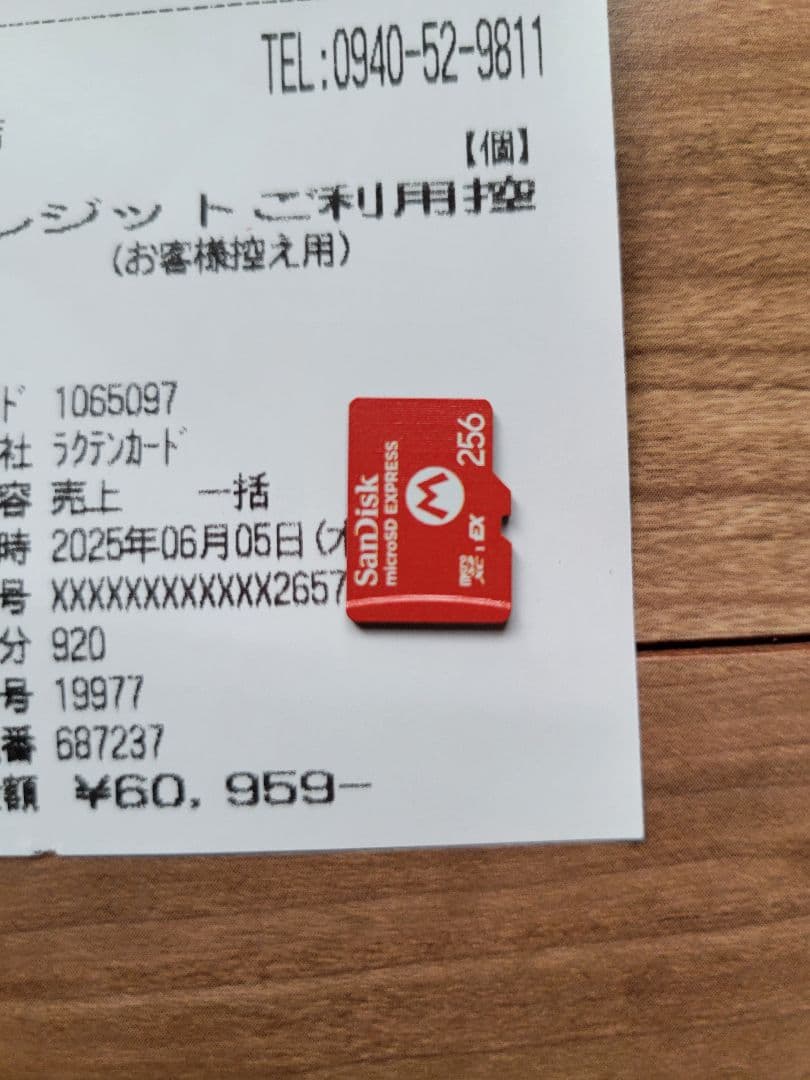 TEL:0940-52-9811
【個】
レジットご利用控
(お客様控え用)
ド 1065097
社 ラクテンカード
容 売上 一括
時 2025年06月05日(木
号 XXXXXXXXXXXX2657
分 920
号 19977
番 687237
額 ¥60,959-
SanDisk
microSD EXPRESS
M
256
microSD XC I EX